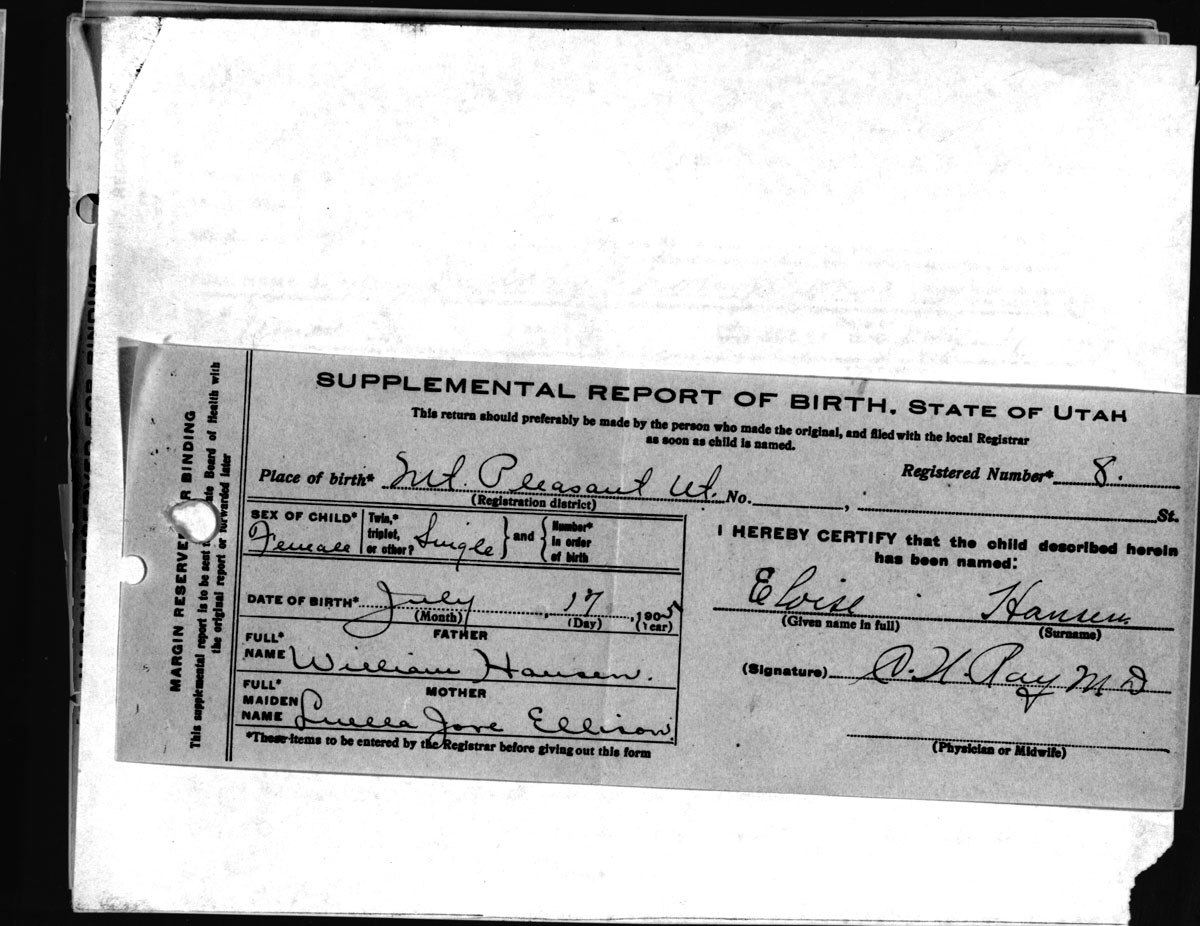 SUPPLEMENTAL REPORT OF BIRTH. STATE OF UTAH
This return should preferably be made by the person who made the original, and filed with the local Registrar
as soon as child is named.
Place of birth* Mt. Pleasant Ut. No. , St.
(Registration district)
Registered Number* 8.
SEX OF CHILD* Female
Twin,* triplet, or other? Single } and { Number* in order of birth
DATE OF BIRTH* July , 17 , 1905
(Month) (Day) (Year)
FATHER
FULL* NAME William Hansen.
MOTHER
FULL* MAIDEN NAME Luella Ellison.
*These items to be entered by the Registrar before giving out this form
I HEREBY CERTIFY that the child described herein
has been named:
Eloise Hansen.
(Given name in full) (Surname)
(Signature) Ray M D
(Physician or Midwife)
MARGIN RESERVED BINDING
This supplemental report is to be sent Board of Health with
the original report or forwarded later
MARGIN RESERVED FOR BINDING